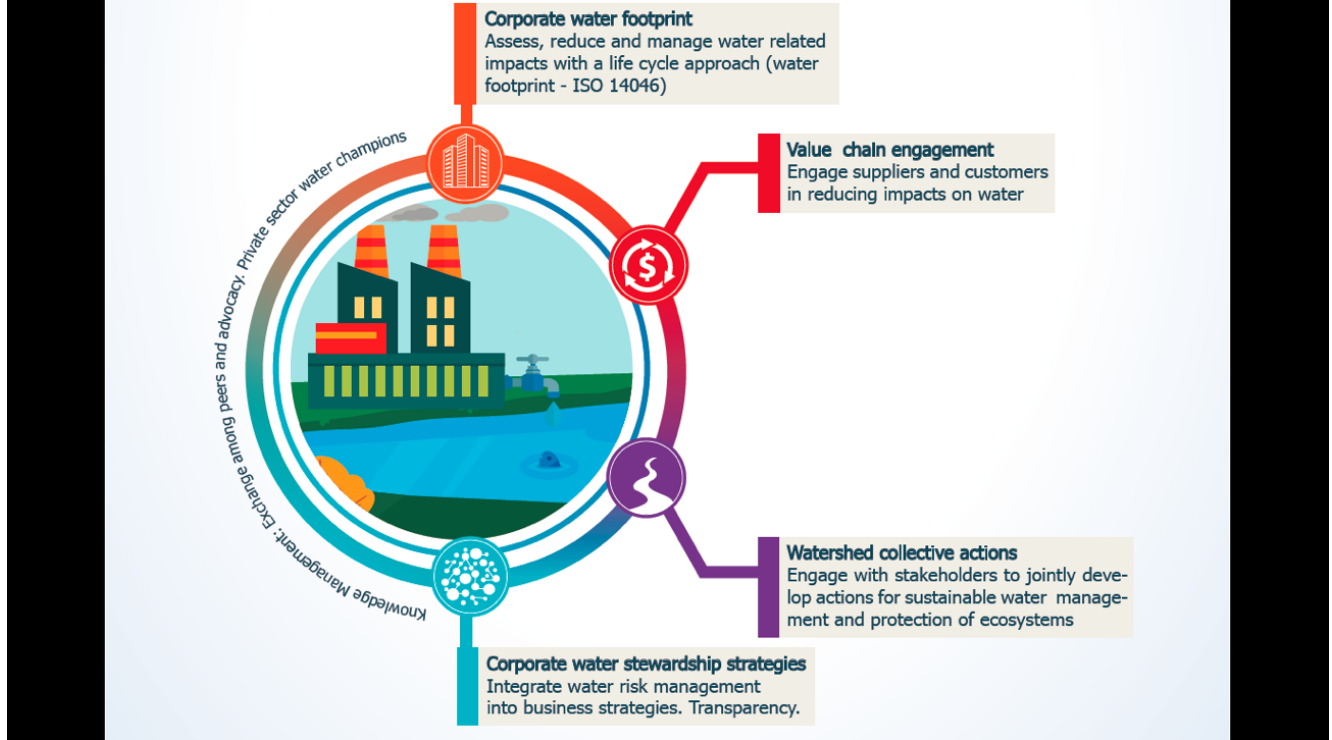 Corporate water footprint
Assess, reduce and manage water related
impacts with a life cycle approach (water
footprint - ISO 14046)
Value chain engagement
Engage suppliers and customers
in reducing impacts on water
$
Knowledge Management: Exchange among peers and advocacy. Private sector water champions
Watershed collective actions
Engage with stakeholders to jointly deve-
lop actions for sustainable water manage-
ment and protection of ecosystems
Corporate water stewardship strategies
Integrate water risk management
into business strategies. Transparency.